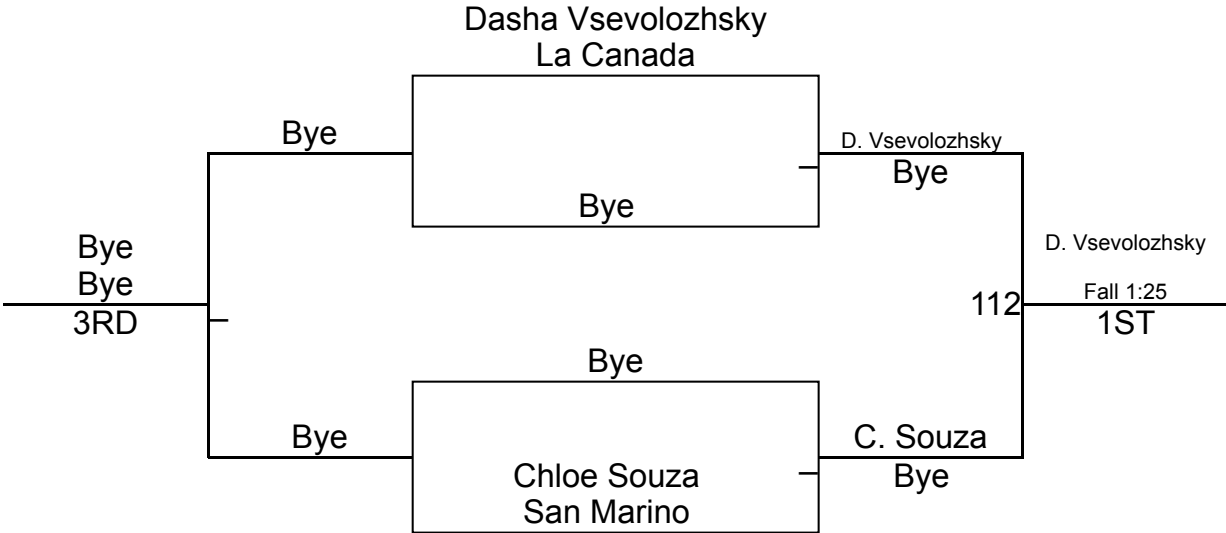 Dasha Vsevolozhsky
La Canada
Bye
D. Vsevolozhsky
Bye
Bye
Bye
D. Vsevolozhsky
Bye
112
Fall 1:25
3RD
1ST
Bye
Bye
C. Souza
Chloe Souza
Bye
San Marino